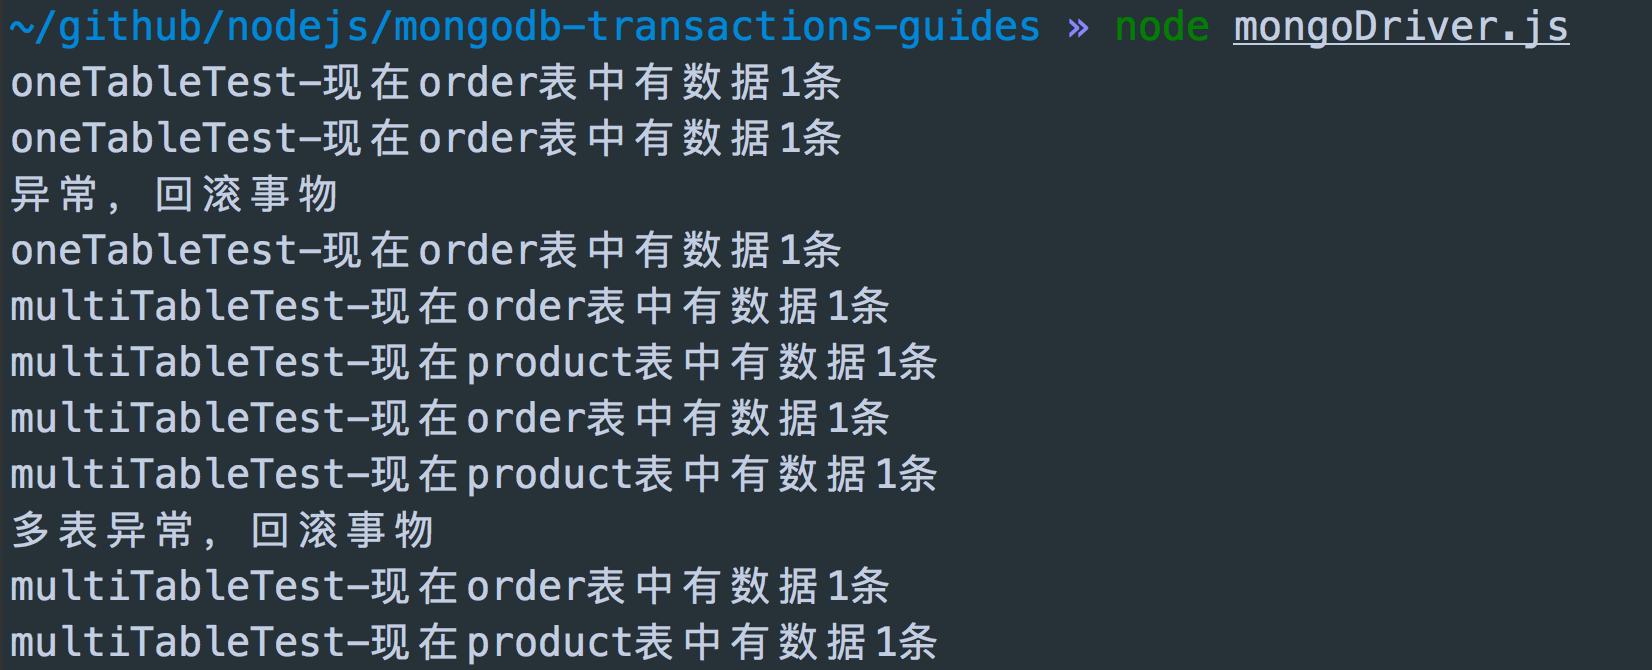 ~/github/nodejs/mongodb-transactions-guides » node mongoDriver.js
oneTableTest-现在order表中有数据1条
oneTableTest-现在order表中有数据1条
异常，回滚事物
oneTableTest-现在order表中有数据1条
multiTableTest-现在order表中有数据1条
multiTableTest-现在product表中有数据1条
multiTableTest-现在order表中有数据1条
multiTableTest-现在product表中有数据1条
多表异常，回滚事物
multiTableTest-现在order表中有数据1条
multiTableTest-现在product表中有数据1条